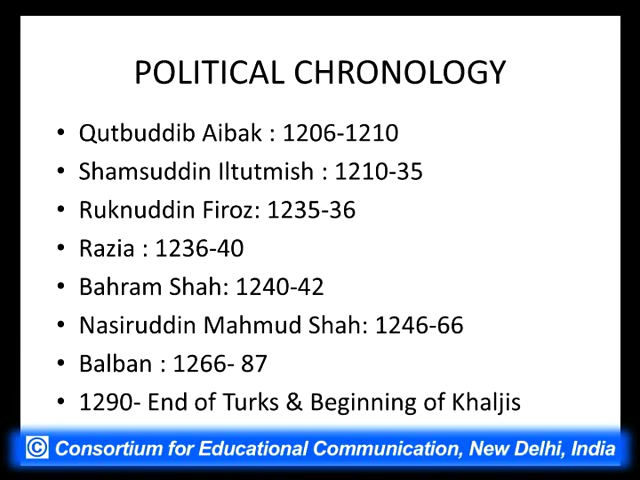 POLITICAL CHRONOLOGY
• Qutbuddib Aibak : 1206-1210
• Shamsuddin Iltutmish : 1210-35
• Ruknuddin Firoz: 1235-36
• Razia : 1236-40
• Bahram Shah: 1240-42
• Nasiruddin Mahmud Shah: 1246-66
• Balban : 1266- 87
• 1290- End of Turks & Beginning of Khaljis
© Consortium for Educational Communication, New Delhi, India